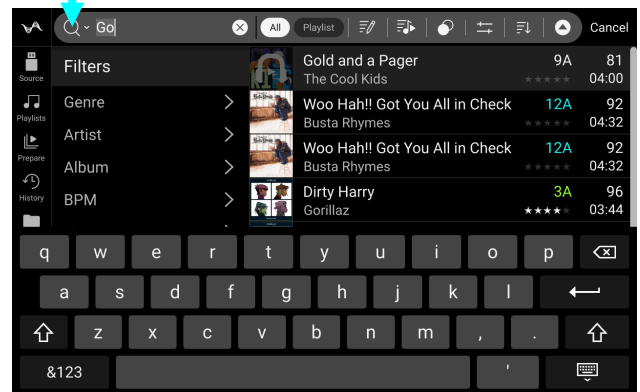 Go All Playlist Cancel
Source
Playlists
Prepare
History
Filters
Genre
Artist
Album
BPM
Gold and a Pager 9A 81
The Cool Kids 04:00
Woo Hah!! Got You All in Check 12A 92
Busta Rhymes 04:32
Woo Hah!! Got You All in Check 12A 92
Busta Rhymes 04:32
Dirty Harry 3A 96
Gorillaz 03:44
q w e r t y u i o p
a s d f g h j k l
z x c v b n m , .
&123 '